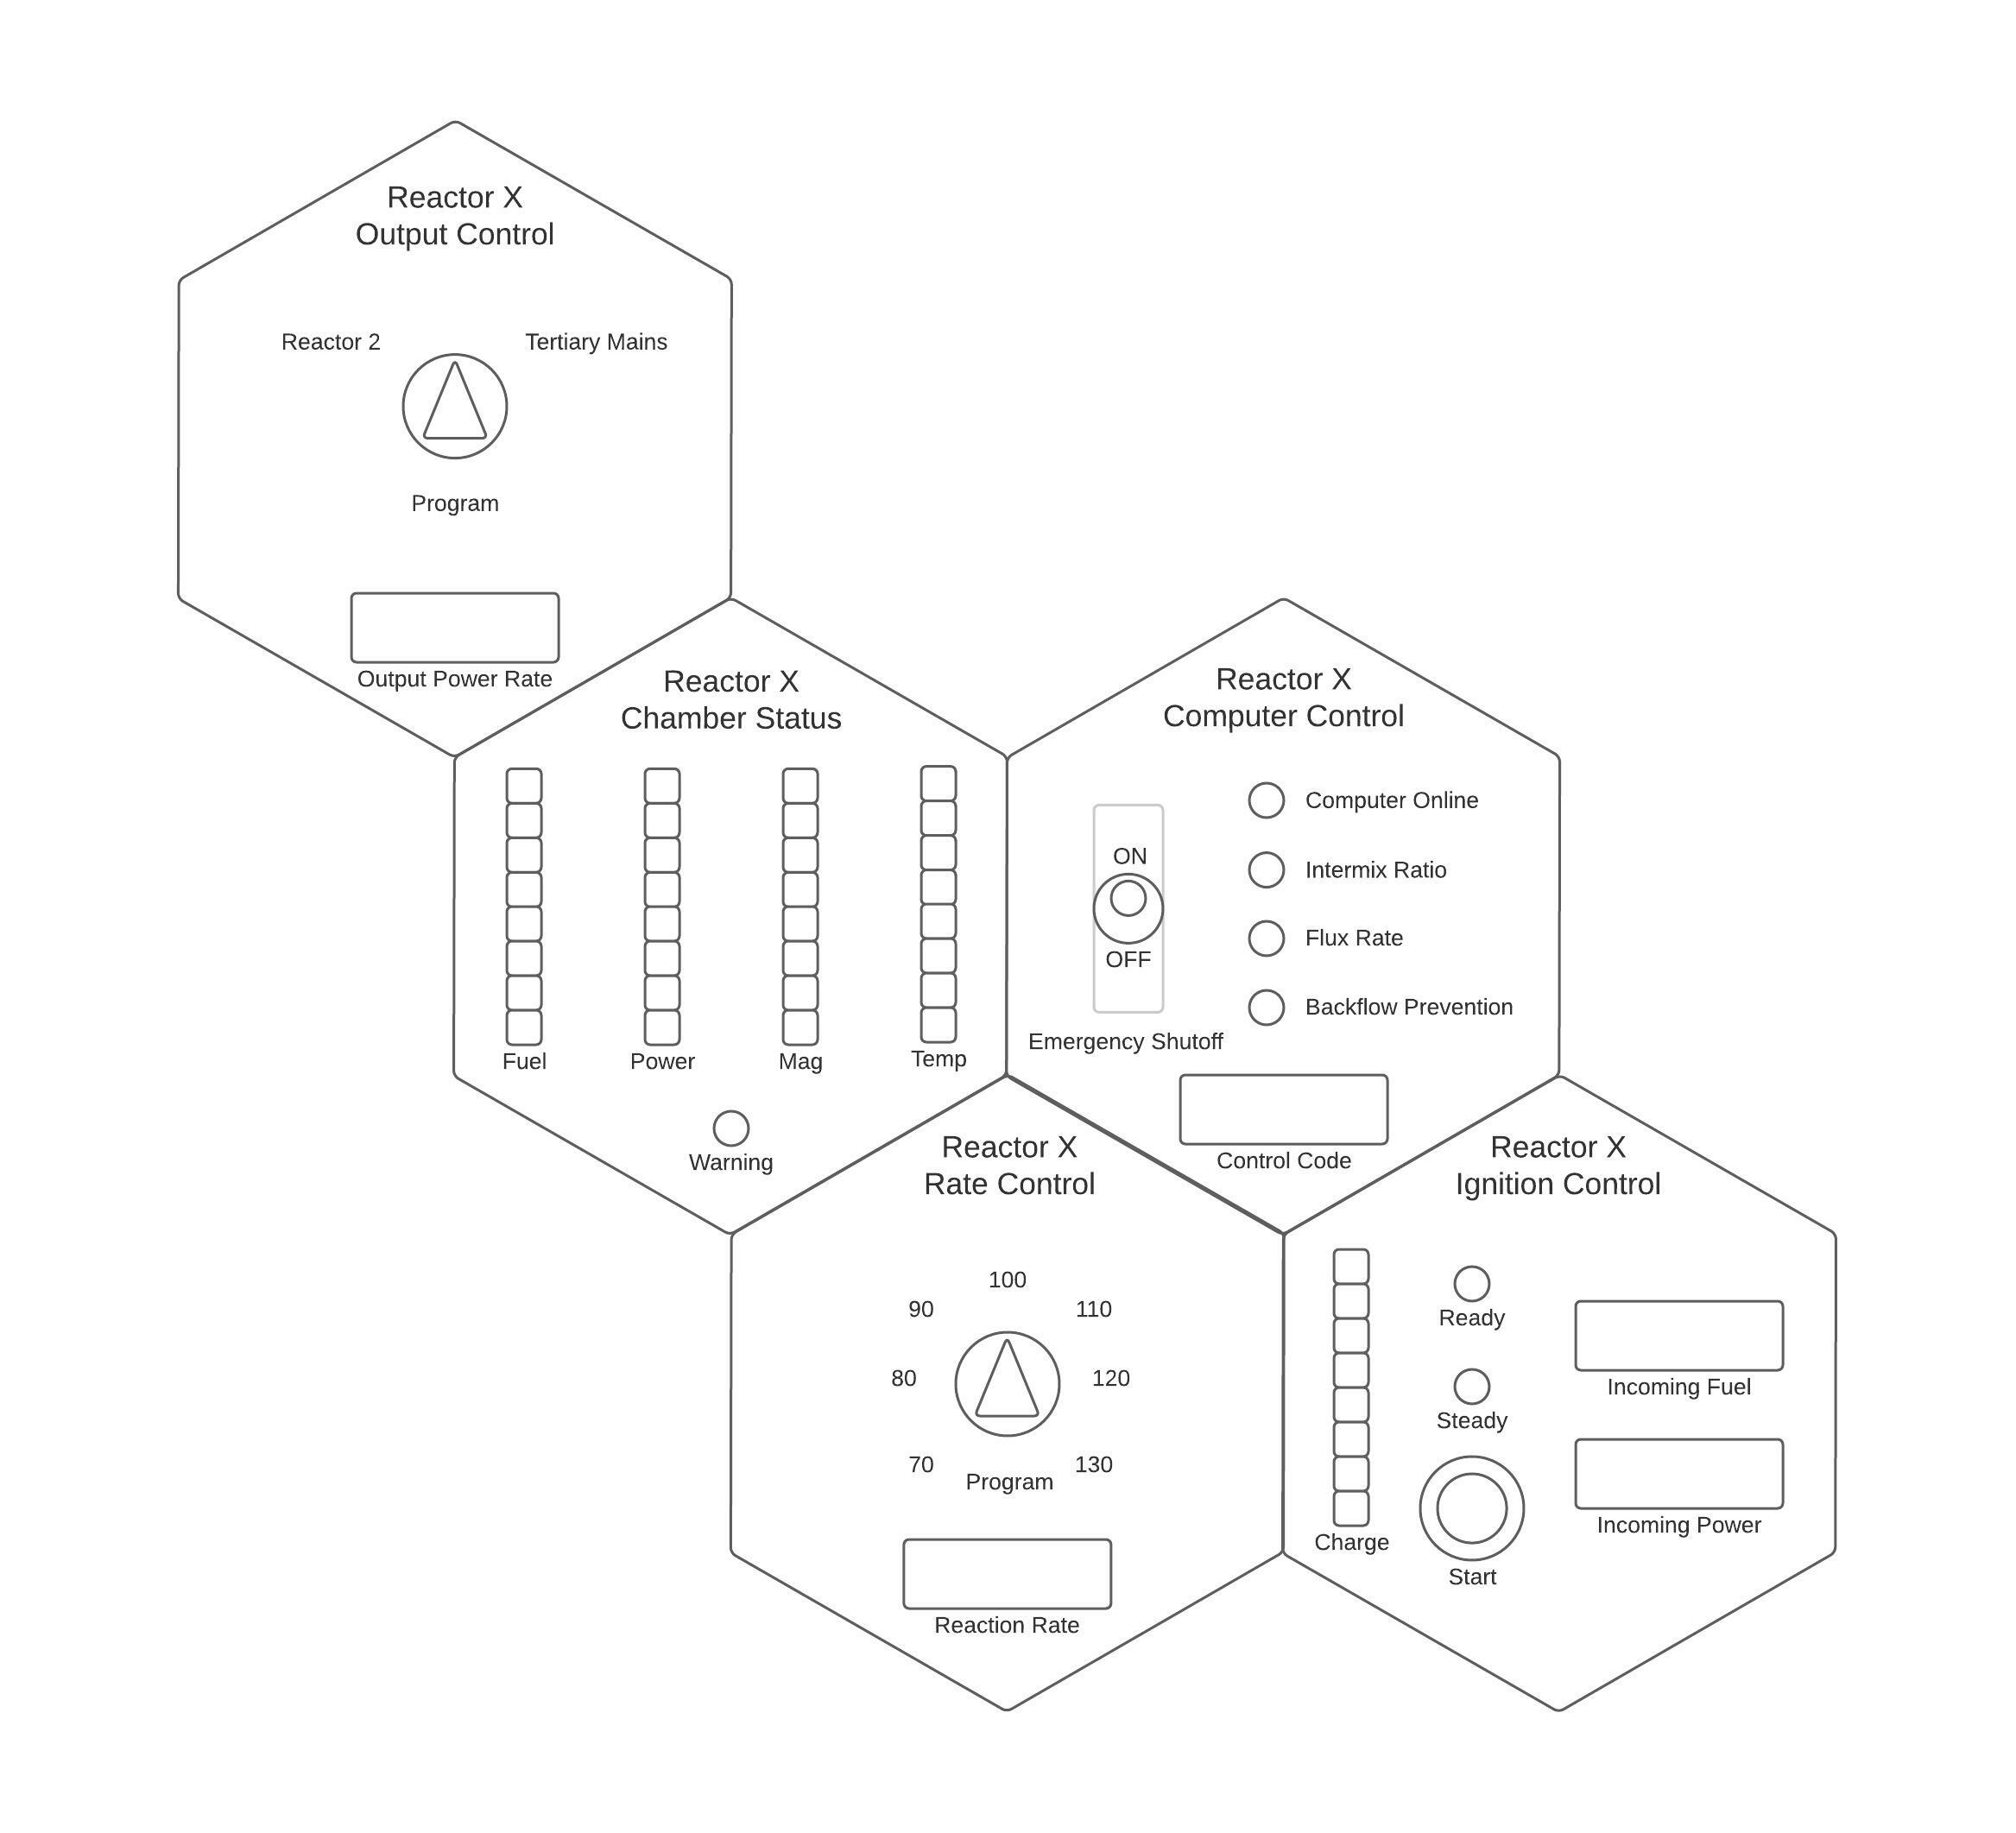 Reactor X
Output Control
Reactor 2
Tertiary Mains
Program
Output Power Rate
Reactor X
Chamber Status
Fuel
Power
Mag
Temp
Warning
Reactor X
Computer Control
ON
OFF
Emergency Shutoff
Computer Online
Intermix Ratio
Flux Rate
Backflow Prevention
Control Code
Reactor X
Rate Control
100
90
110
80
120
70
130
Program
Reaction Rate
Reactor X
Ignition Control
Charge
Ready
Steady
Start
Incoming Fuel
Incoming Power